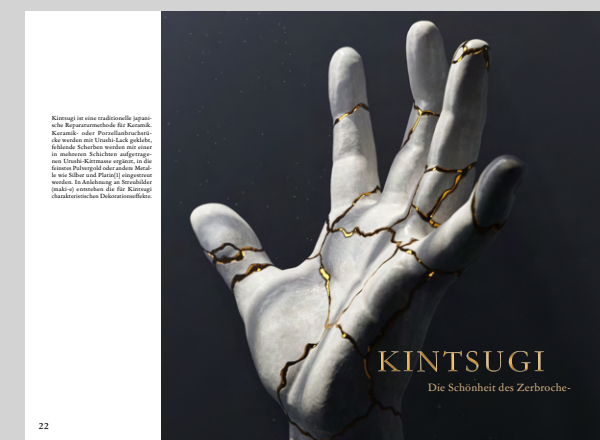 Kintsugi ist eine traditionelle japani-
sche Reparaturmethode für Keramik.
Keramik- oder Porzellanbruchstü-
cke werden mit Urushi-Lack geklebt,
fehlende Scherben werden mit einer
in mehreren Schichten aufgetrage-
nen Urushi-Kittmasse ergänzt, in die
feinstes Pulvergold oder andere Metal-
le wie Silber und Platin[1] eingestreut
werden. In Anlehnung an Streubilder
(maki-e) entstehen die für Kintsugi
charakteristischen Dekorationseffekte.
KINTSUGI
Die Schönheit des Zerbroche-
22